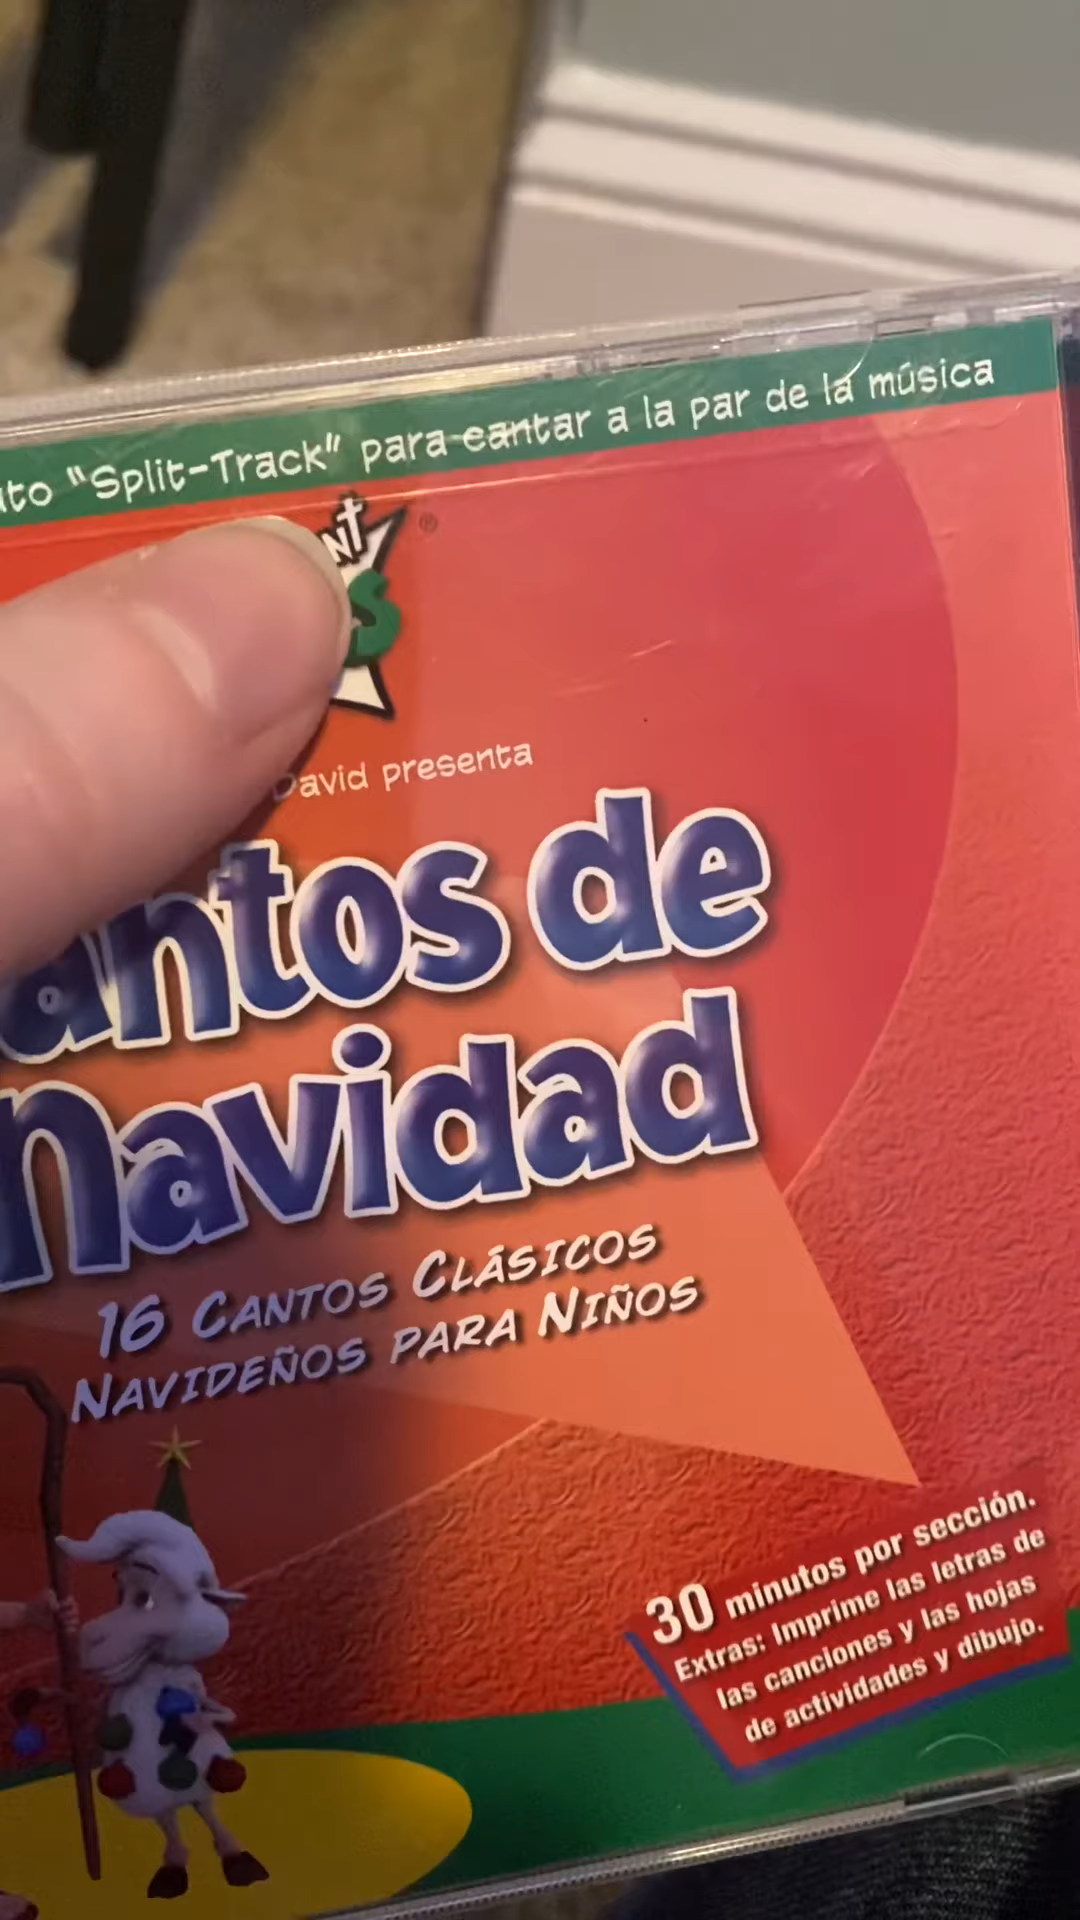 "Split-Track" para cantar a la par de la música
NT
S
David presenta
antos de
Navidad
16 Cantos Clásicos
Navideños para Niños
30 minutos por sección.
Extras: Imprime las letras de
las canciones y las hojas
de actividades y dibujo.